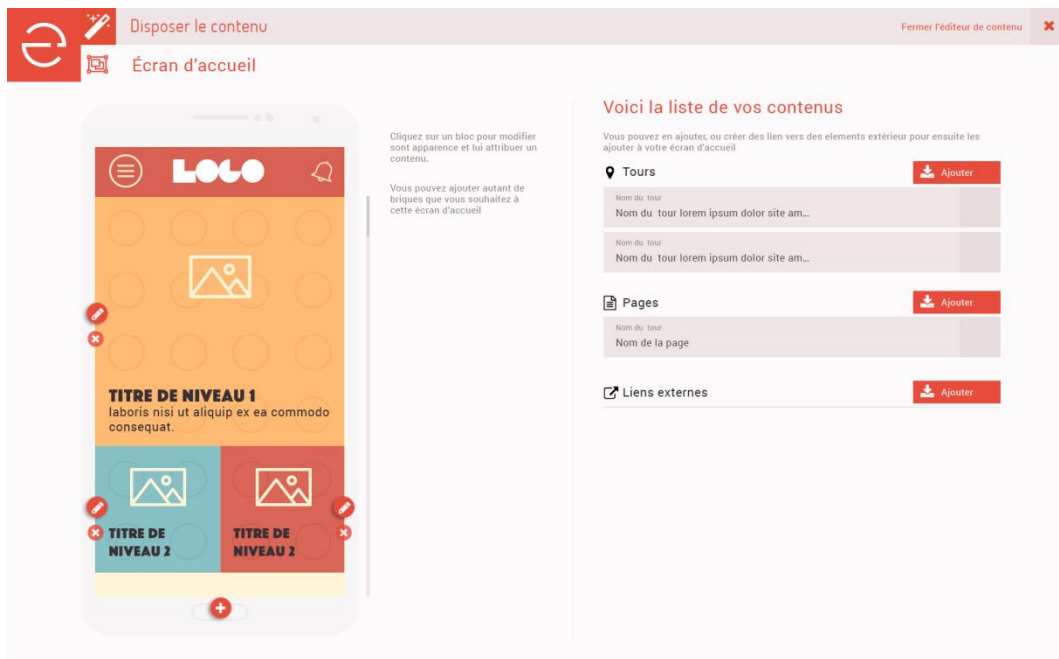 Disposer le contenu
Fermer l'éditeur de contenu
Écran d'accueil
LOGO
TITRE DE NIVEAU 1
laboris nisi ut aliquip ex ea commodo
consequat.
TITRE DE
NIVEAU 2
TITRE DE
NIVEAU 2
Cliquez sur un bloc pour modifier
sont apparence et lui attribuer un
contenu.
Vous pouvez ajouter autant de
briques que vous souhaitez à
cette écran d'accueil
Voici la liste de vos contenus
Vous pouvez en ajouter, ou créer des lien vers des elements extérieur pour ensuite les
ajouter à votre écran d'accueil
Tours
Ajouter
Nom du tour
Nom du tour lorem ipsum dolor site am...
Nom du tour
Nom du tour lorem ipsum dolor site am...
Pages
Ajouter
Nom du tour
Nom de la page
Liens externes
Ajouter